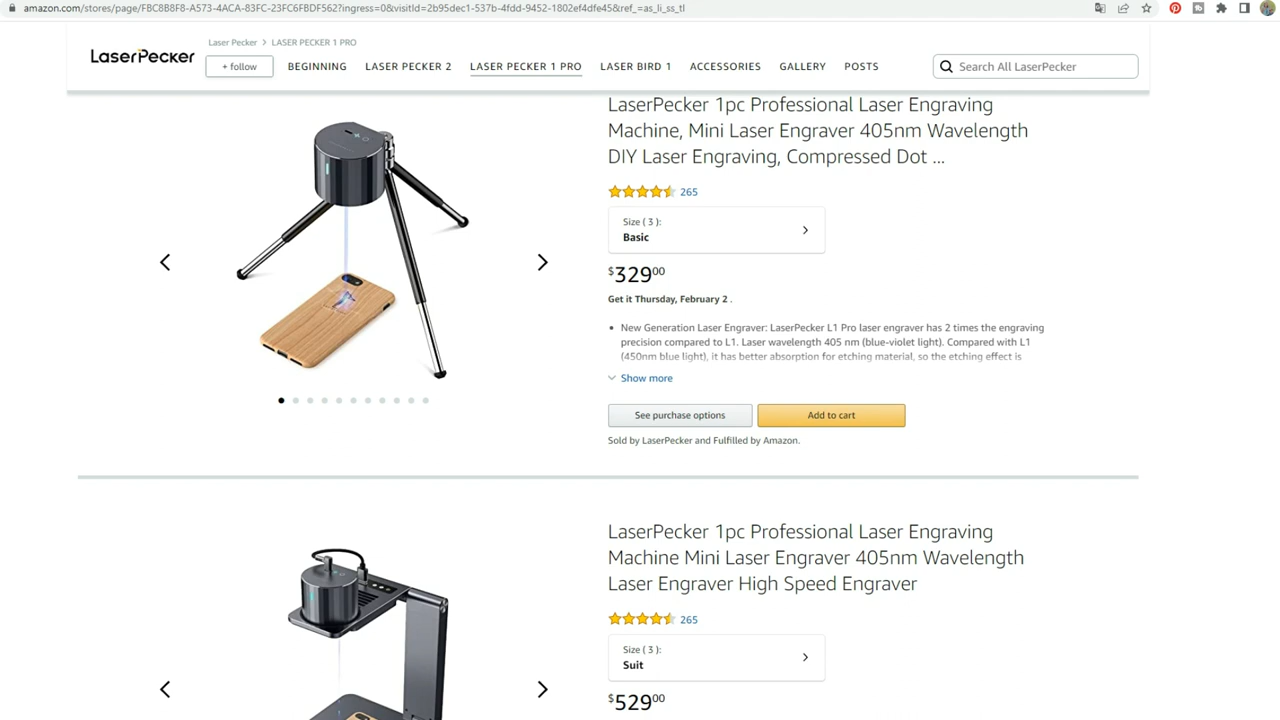 amazon.com/stores/page/FBC8B8F8-A573-4ACA-83FC-23FC6FBDF562?ingress=0&visitId=2b95dec1-537b-4fdd-9452-1802ef4dfe45&ref_=as_li_ss_tl
LaserPecker
Laser Pecker > LASER PECKER 1 PRO
+ follow
BEGINNING
LASER PECKER 2
LASER PECKER 1 PRO
LASER BIRD 1
ACCESSORIES
GALLERY
POSTS
Search All LaserPecker
LaserPecker 1pc Professional Laser Engraving
Machine, Mini Laser Engraver 405nm Wavelength
DIY Laser Engraving, Compressed Dot ...
265
Size ( 3 ):
Basic
$32900
Get it Thursday, February 2 .
• New Generation Laser Engraver: LaserPecker L1 Pro laser engraver has 2 times the engraving
precision compared to L1. Laser wavelength 405 nm (blue-violet light). Compared with L1
(450nm blue light), it has better absorption for etching material, so the etching effect is
Show more
See purchase options
Add to cart
Sold by LaserPecker and Fulfilled by Amazon.
LaserPecker 1pc Professional Laser Engraving
Machine Mini Laser Engraver 405nm Wavelength
Laser Engraver High Speed Engraver
265
Size ( 3 ):
Suit
$52900